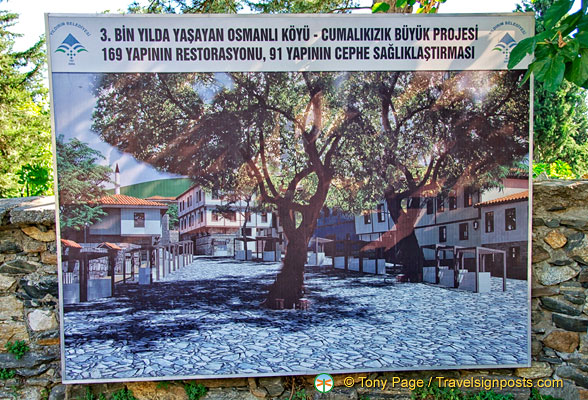 3. BİN YILDA YAŞAYAN OSMANLI KÖYÜ - CUMALIKIZIK BÜYÜK PROJESİ
169 YAPININ RESTORASYONU, 91 YAPININ CEPHE SAĞLIKLAŞTIRMASI
© Tony Page / www.travelsignposts.com